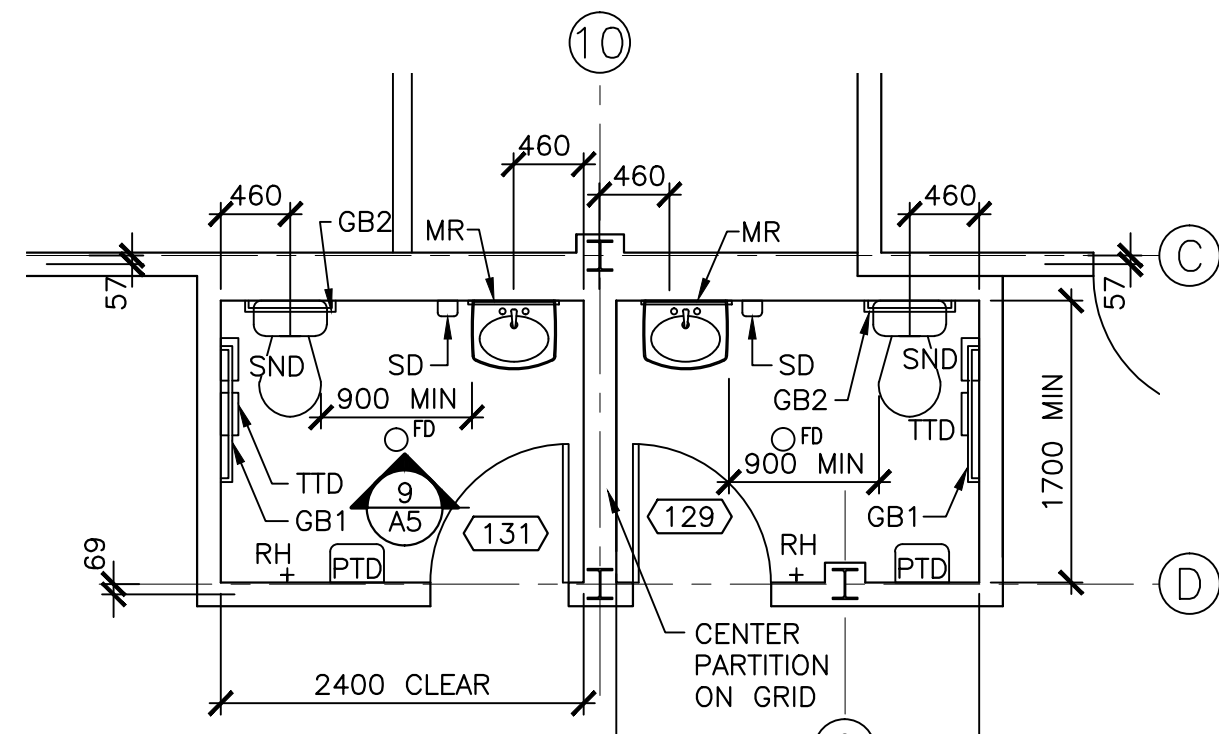 10
460
460
460
460
GB2
MR
MR
C
57
57
SND
SD
SD
SND
GB2
900 MIN
FD
FD
TTD
900 MIN
1700 MIN
TTD
9
A5
GB1
GB1
131
129
69
RH
PTD
RH
PTD
D
CENTER
PARTITION
ON GRID
2400 CLEAR